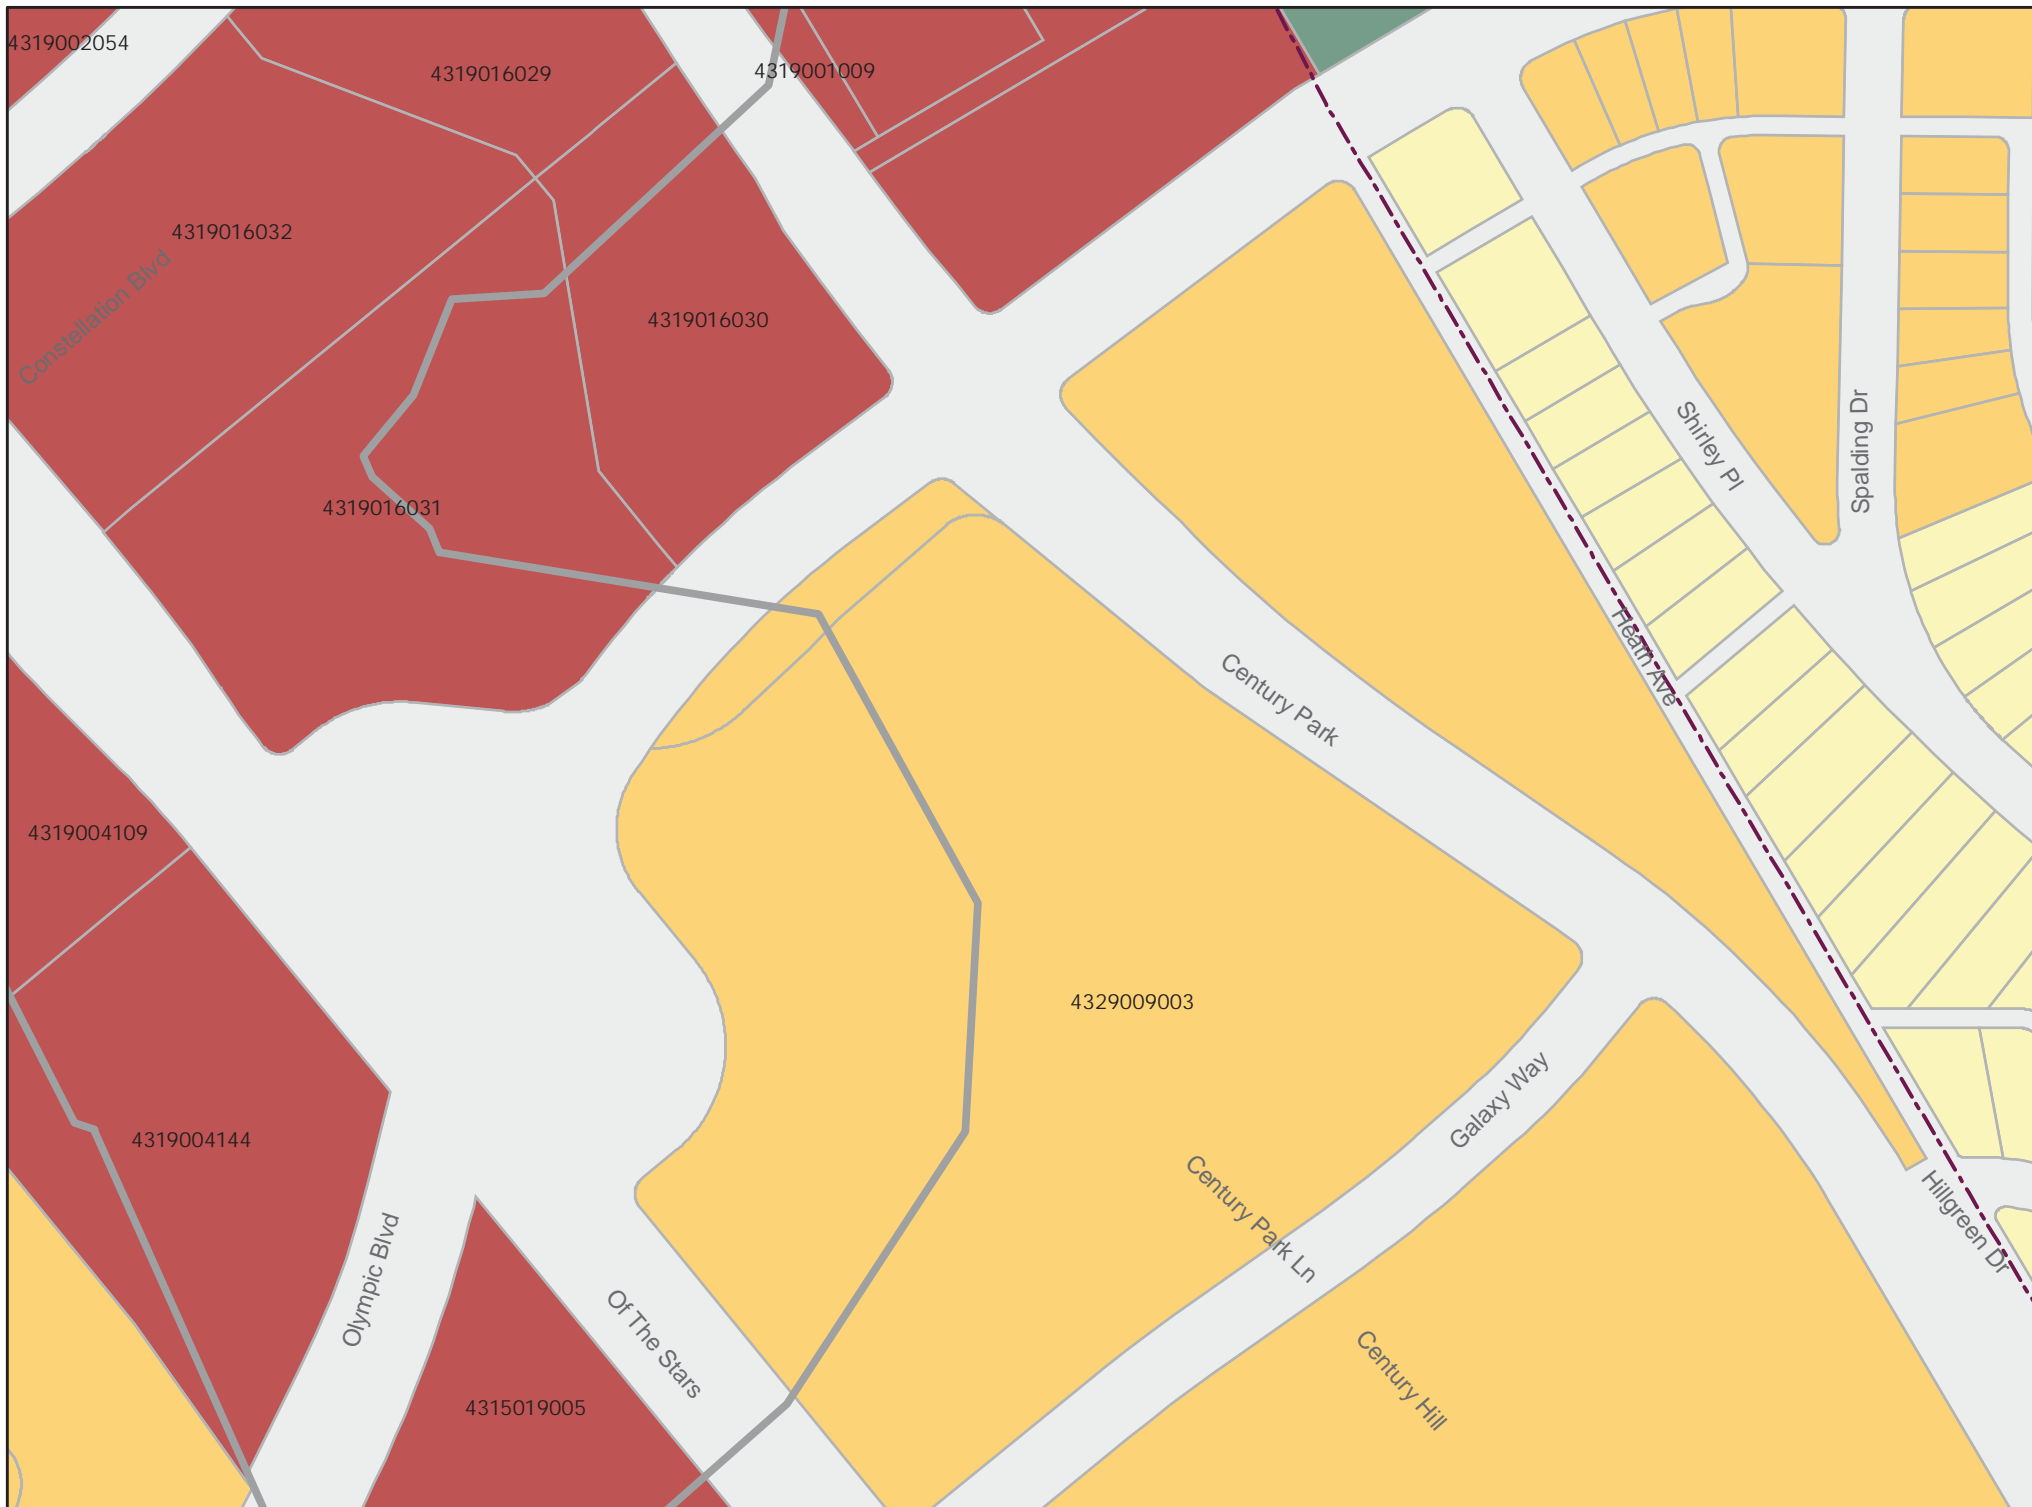 4319002054
4319016029
4319001009
4319016032
Constellation Blvd
4319016030
Shirley Pl
Spalding Dr
4319016031
Heath Ave
Century Park
4319004109
4329009003
Galaxy Way
4319004144
Century Park Ln
Hillgreen Dr
Olympic Blvd
Of The Stars
Century Hill
4315019005